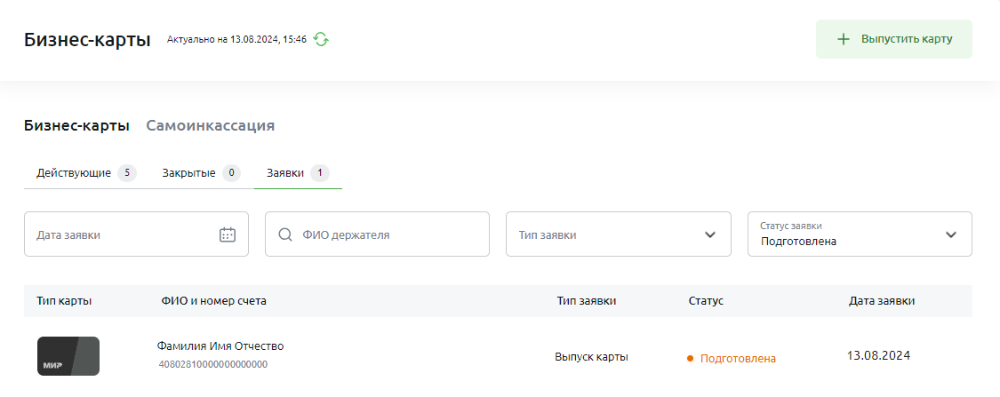 Бизнес-карты Актуально на 13.08.2024, 15:46
Выпустить карту
Бизнес-карты Самоинкассация
Действующие 5 Закрытые 0 Заявки 1
Дата заявки ФИО держателя Тип заявки Статус заявки
Подготовлена
Тип карты ФИО и номер счета Тип заявки Статус Дата заявки
МИР Фамилия Имя Отчество
40802810000000000000
Выпуск карты Подготовлена 13.08.2024